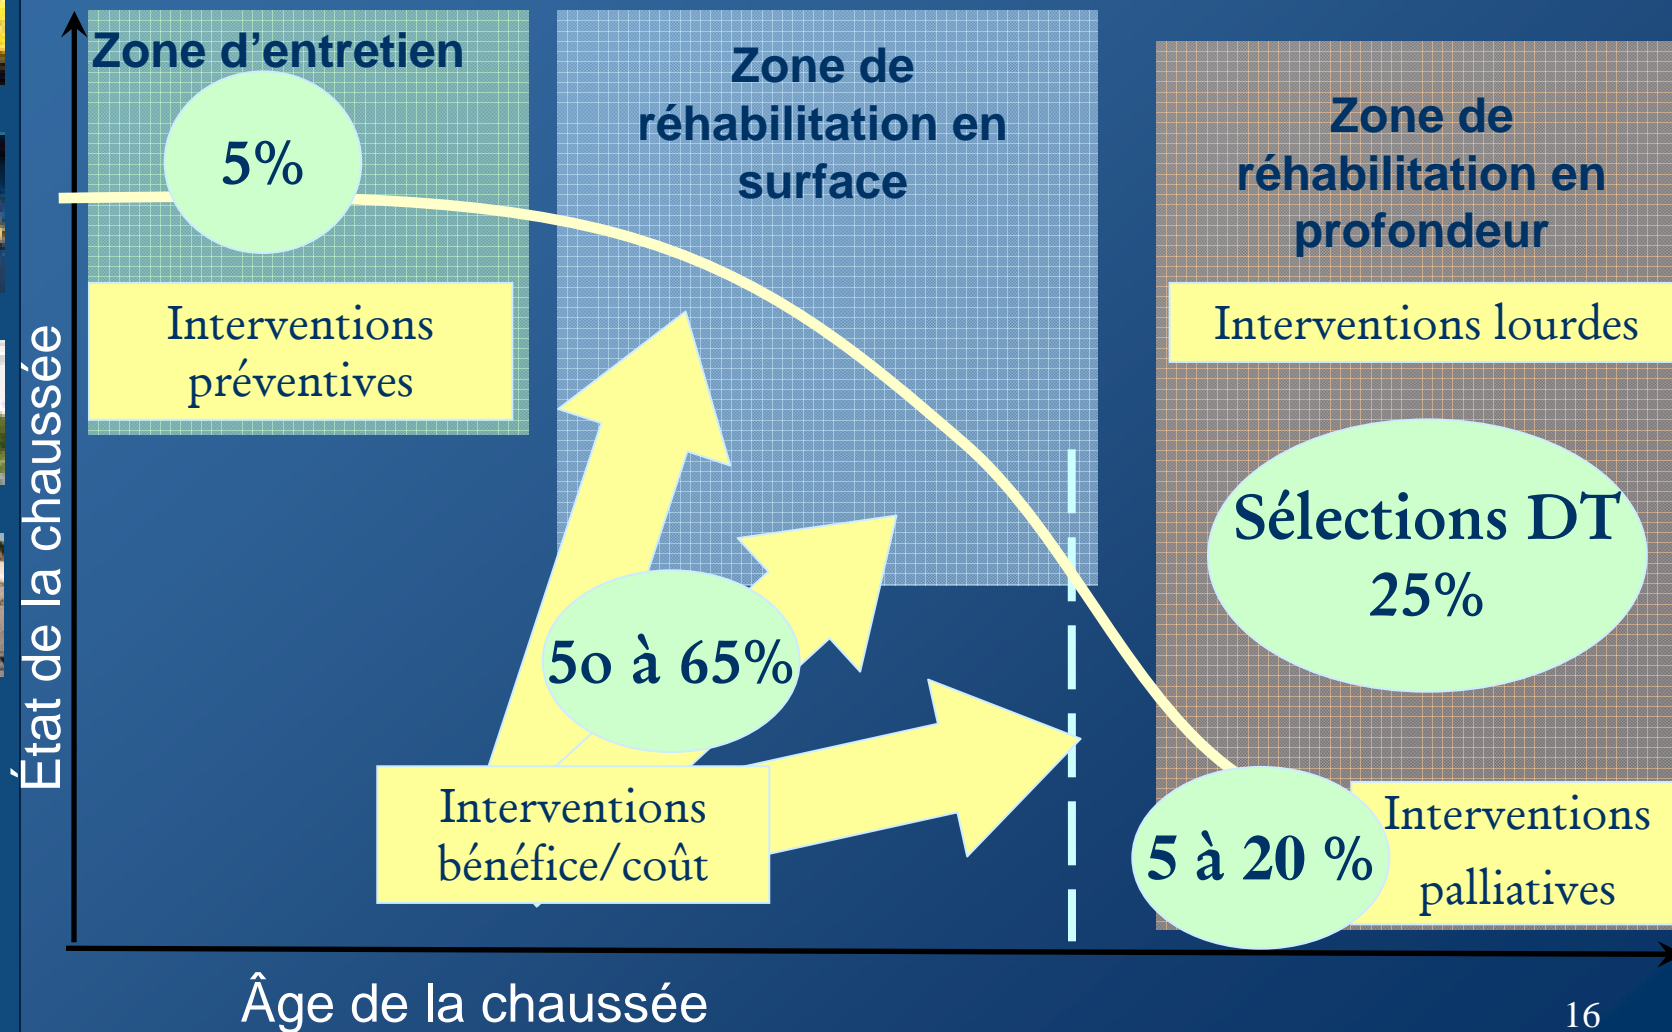 Zone d'entretien
5%
Interventions
préventives
Zone de
réhabilitation en
surface
Zone de
réhabilitation en
profondeur
Interventions lourdes
Sélections DT
25%
5o à 65%
Interventions
bénéfice/coût
5 à 20 %
Interventions
palliatives
État de la chaussée
Âge de la chaussée
16